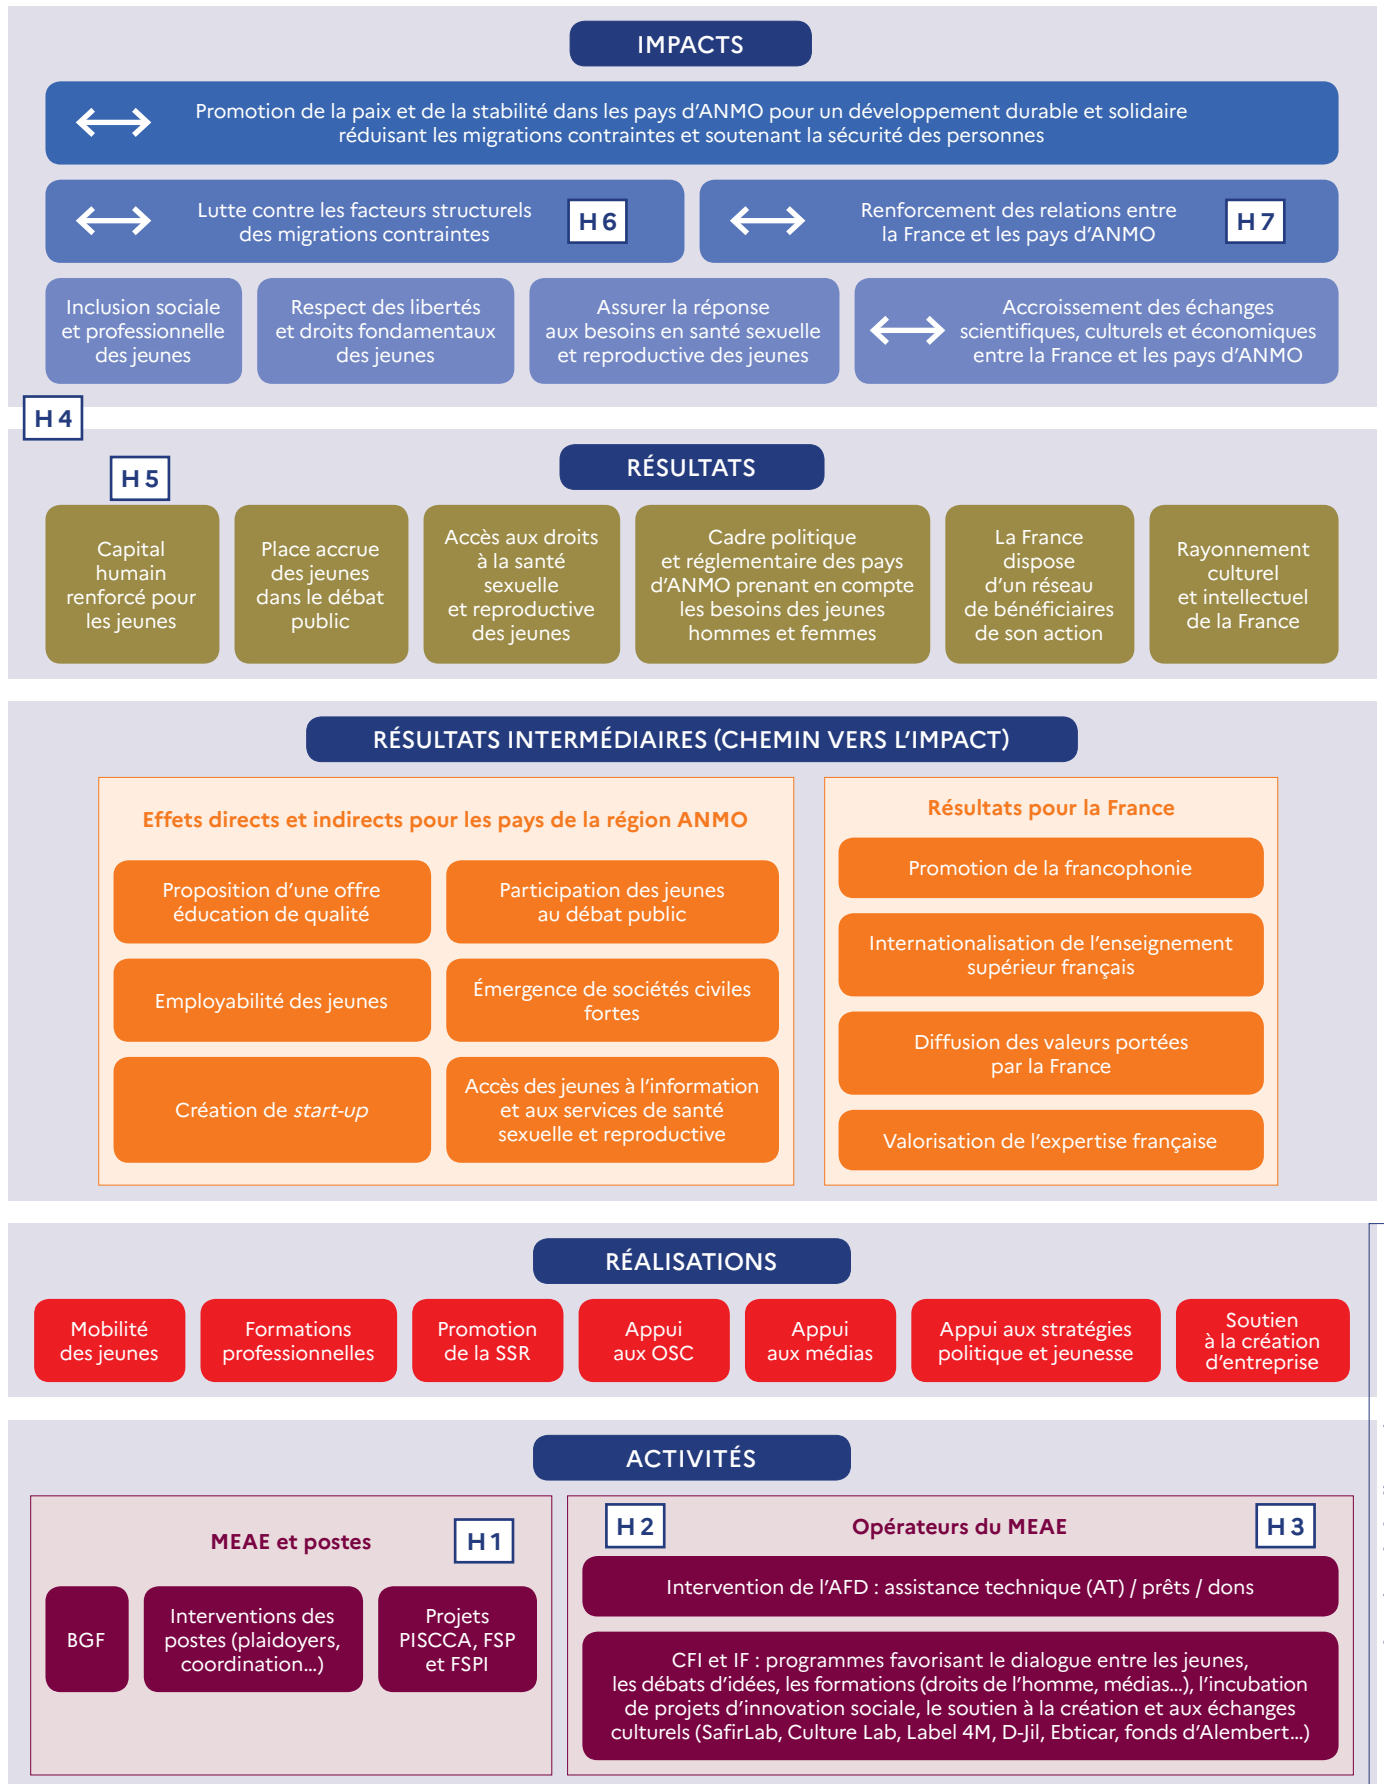 IMPACTS
Promotion de la paix et de la stabilité dans les pays d'ANMO pour un développement durable et solidaire
réduisant les migrations contraintes et soutenant la sécurité des personnes
Lutte contre les facteurs structurels
des migrations contraintes
H 6
Renforcement des relations entre
la France et les pays d'ANMO
H 7
Inclusion sociale
et professionnelle
des jeunes
Respect des libertés
et droits fondamentaux
des jeunes
Assurer la réponse
aux besoins en santé sexuelle
et reproductive des jeunes
Accroissement des échanges
scientifiques, culturels et économiques
entre la France et les pays d'ANMO
H 4
RÉSULTATS
H 5
Capital
humain
renforcé pour
les jeunes
Place accrue
des jeunes
dans le débat
public
Accès aux droits
à la santé
sexuelle
et reproductive
des jeunes
Cadre politique
et réglementaire des pays
d'ANMO prenant en compte
les besoins des jeunes
hommes et femmes
La France
dispose
d'un réseau
de bénéficiaires
de son action
Rayonnement
culturel
et intellectuel
de la France
RÉSULTATS INTERMÉDIAIRES (CHEMIN VERS L'IMPACT)
Effets directs et indirects pour les pays de la région ANMO
Proposition d'une offre
éducation de qualité
Participation des jeunes
au débat public
Employabilité des jeunes
Émergence de sociétés civiles
fortes
Création de start-up
Accès des jeunes à l'information
et aux services de santé
sexuelle et reproductive
Résultats pour la France
Promotion de la francophonie
Internationalisation de l'enseignement
supérieur français
Diffusion des valeurs portées
par la France
Valorisation de l'expertise française
RÉALISATIONS
Mobilité
des jeunes
Formations
professionnelles
Promotion
de la SSR
Appui
aux OSC
Appui
aux médias
Appui aux stratégies
politique et jeunesse
Soutien
à la création
d'entreprise
ACTIVITÉS
MEAE et postes
H 1
BGF
Interventions des
postes (plaidoyers,
coordination…)
Projets
PISCCA, FSP
et FSPI
H 2
Opérateurs du MEAE
H 3
Intervention de l'AFD : assistance technique (AT) / prêts / dons
CFI et IF : programmes favorisant le dialogue entre les jeunes,
les débats d'idées, les formations (droits de l'homme, médias…), l'incubation
de projets d'innovation sociale, le soutien à la création et aux échanges
culturels (SafirLab, Culture Lab, Label 4M, D-Jil, Ebticar, fonds d'Alembert…)